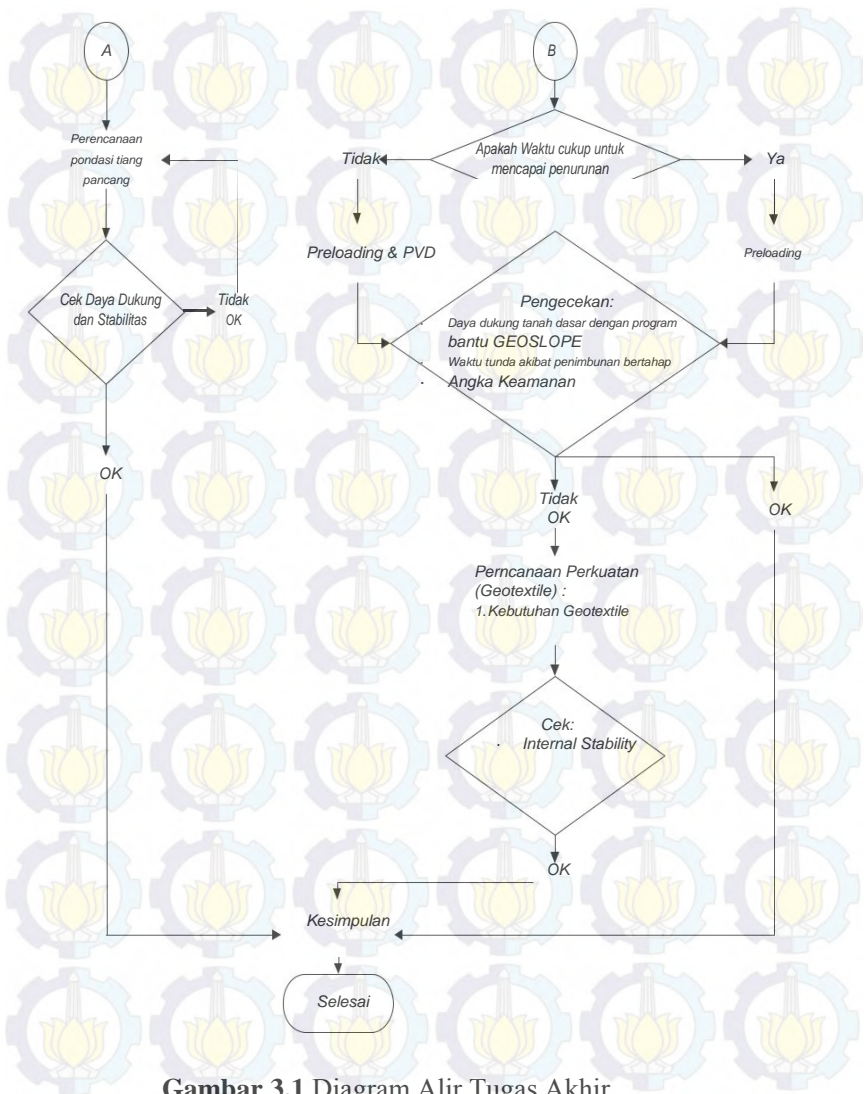 A
Perencanaan
pondasi tiang
pancang
Cek Daya Dukung
dan Stabilitas
Tidak
OK
OK
B
Apakah Waktu cukup untuk
mencapai penurunan
Tidak
Ya
Preloading & PVD
Preloading
Pengecekan:
· Daya dukung tanah dasar dengan program
bantu GEOSLOPE
· Waktu tunda akibat penimbunan bertahap
· Angka Keamanan
Tidak
OK
OK
Perncanaan Perkuatan
(Geotextile) :
1. Kebutuhan Geotextile
Cek:
· Internal Stability
OK
Kesimpulan
Selesai
Gambar 3.1 Diagram Alir Tugas Akhir